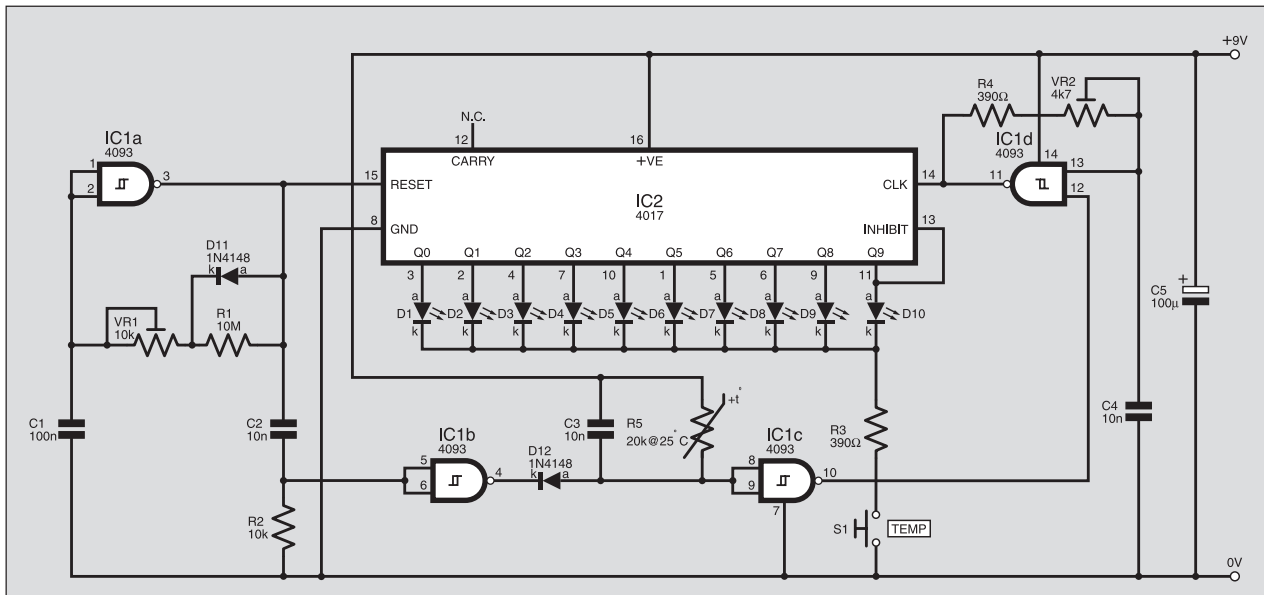 +9V
R4
390Ω
VR2
4k7
N.C.
12
CARRY
16
+VE
IC1a
4093
1
2
3
15
RESET
8
GND
IC2
4017
14
CLK
13
INHIBIT
IC1d
4093
14
11
13
12
Q0 Q1 Q2 Q3 Q4 Q5 Q6 Q7 Q8 Q9
3 2 4 7 10 1 5 6 9 11
D11
1N4148
k a
a a a a a a a a a a
D1 D2 D3 D4 D5 D6 D7 D8 D9 D10
k k k k k k k k k k
+
C5
100µ
VR1
10k
R1
10M
C1
100n
C2
10n
C3
10n
R5
20k@25°C
+t°
R3
390Ω
C4
10n
IC1b
4093
5
6
4
D12
1N4148
k a
IC1c
4093
8
9
10
7
R2
10k
S1
TEMP
0V